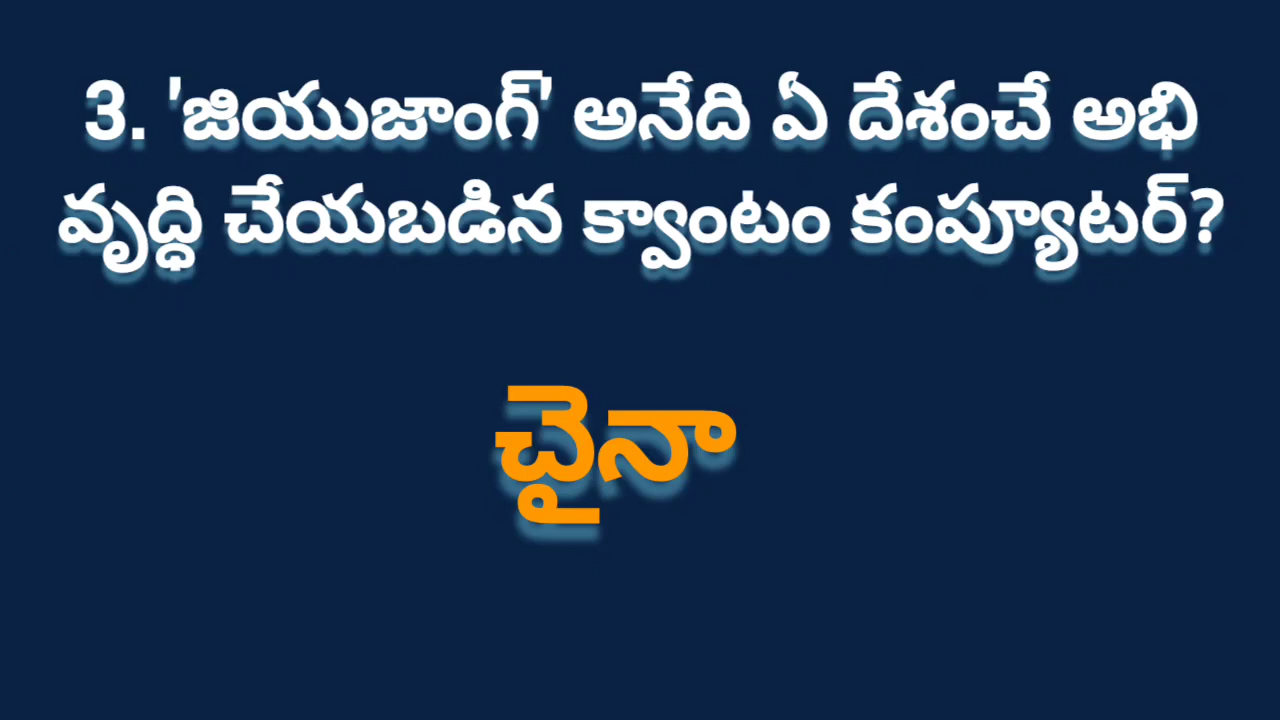 3. 'జియుజాంగ్' అనేది ఏ దేశంచే అభి
వృద్ధి చేయబడిన క్వాంటం కంప్యూటర్?
చైనా